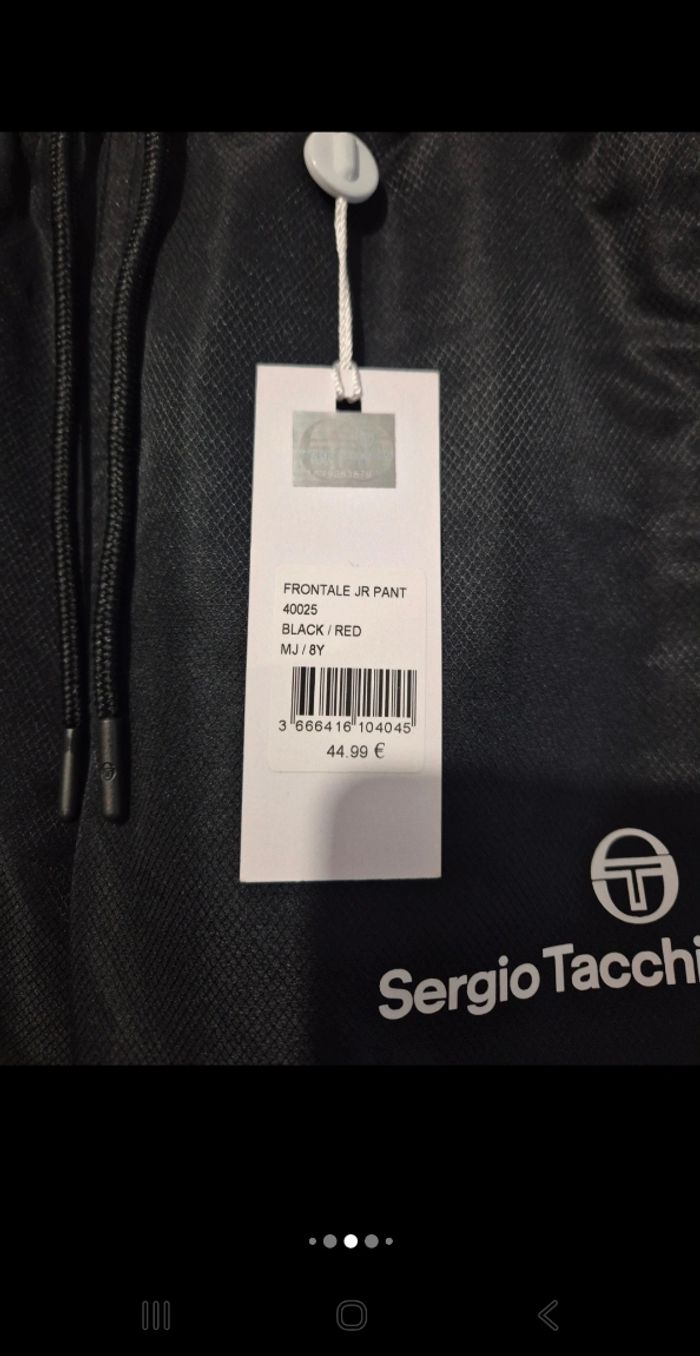 FRONTALE JR PANT
40025
BLACK / RED
MJ / 8Y
3 666416 104045
44.99 €
Sergio Tacchi